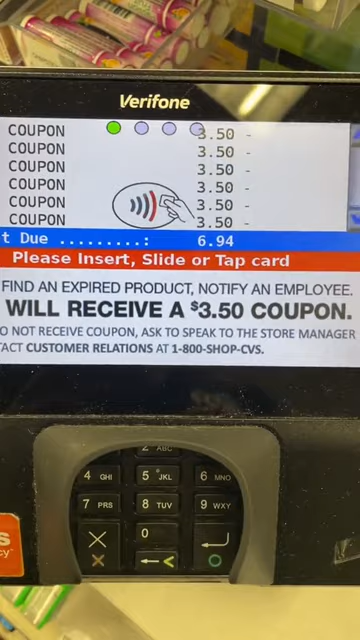 Verifone
COUPON 3.50 -
COUPON 3.50 -
COUPON 3.50 -
COUPON 3.50 -
COUPON 3.50 -
COUPON 3.50 -
t Due .........: 6.94
Please Insert, Slide or Tap card
FIND AN EXPIRED PRODUCT, NOTIFY AN EMPLOYEE.
WILL RECEIVE A $3.50 COUPON.
O NOT RECEIVE COUPON, ASK TO SPEAK TO THE STORE MANAGER
TACT CUSTOMER RELATIONS AT 1-800-SHOP-CVS.
2 ABC
4 GHI 5 JKL 6 MNO
7 PRS 8 TUV 9 WXY
0